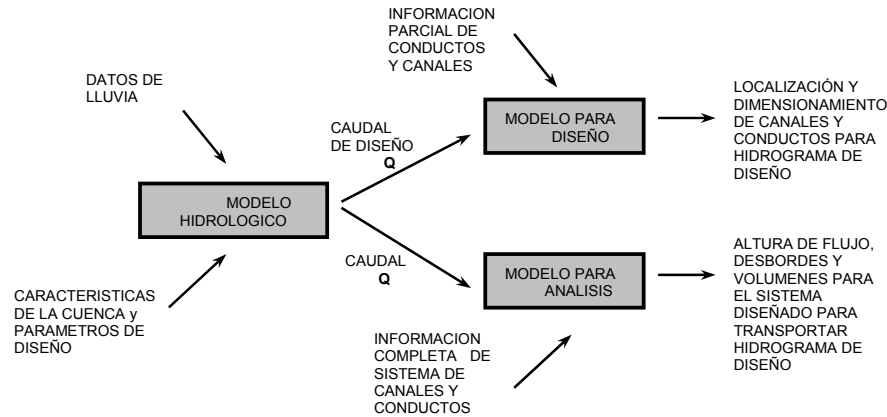 INFORMACION
PARCIAL DE
CONDUCTOS
Y CANALES
DATOS DE
LLUVIA
CAUDAL
DE DISEÑO
Q
MODELO PARA
DISEÑO
LOCALIZACIÓN Y
DIMENSIONAMIENTO
DE CANALES Y
CONDUCTOS PARA
HIDROGRAMA DE
DISEÑO
MODELO
HIDROLOGICO
CARACTERISTICAS
DE LA CUENCA y
PARAMETROS DE
DISEÑO
CAUDAL
Q
MODELO PARA
ANALISIS
ALTURA DE FLUJO,
DESBORDES Y
VOLUMENES PARA
EL SISTEMA
DISEÑADO PARA
TRANSPORTAR
HIDROGRAMA DE
DISEÑO
INFORMACION
COMPLETA DE
SISTEMA DE
CANALES Y
CONDUCTOS